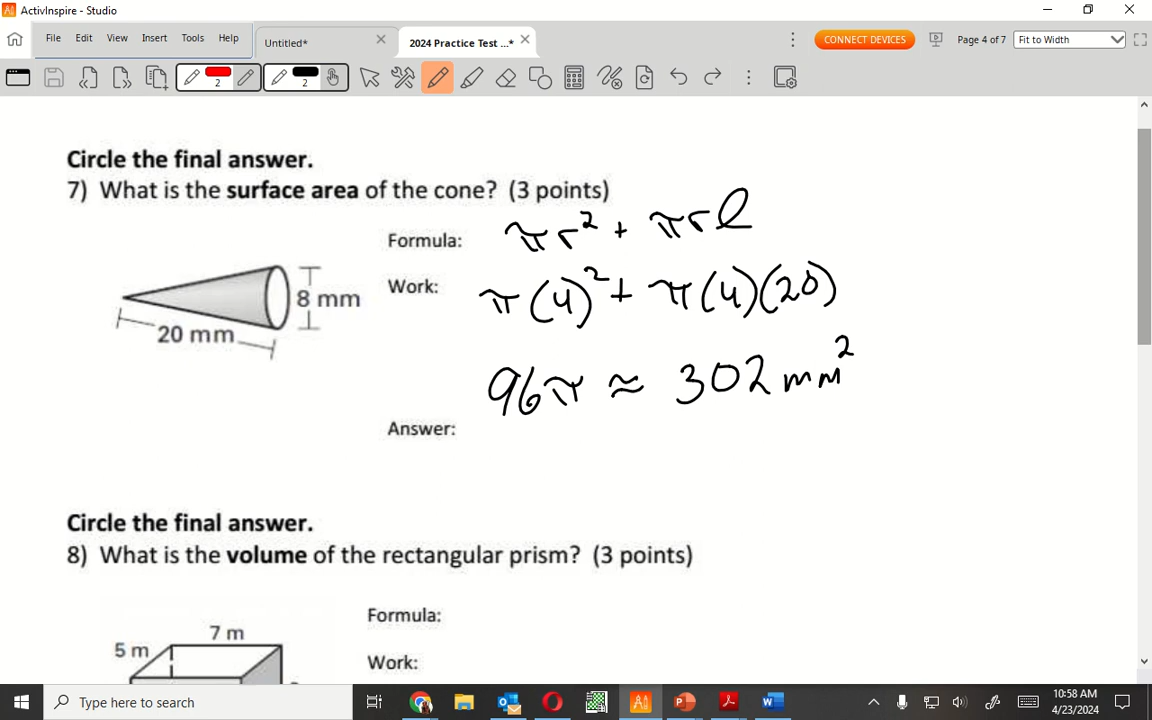 ActivInspire - Studio
File Edit View Insert Tools Help
Untitled*
2024 Practice Test ...*
CONNECT DEVICES
Page 4 of 7
Fit to Width
2
2
Circle the final answer.
7) What is the surface area of the cone? (3 points)
Formula: πr² + πrl
Work: π(4)² + π(4)(20)
8 mm
20 mm
96π ≈ 302 mm²
Answer:
Circle the final answer.
8) What is the volume of the rectangular prism? (3 points)
Formula:
7 m
5 m
Work:
Type here to search
10:58 AM
4/23/2024